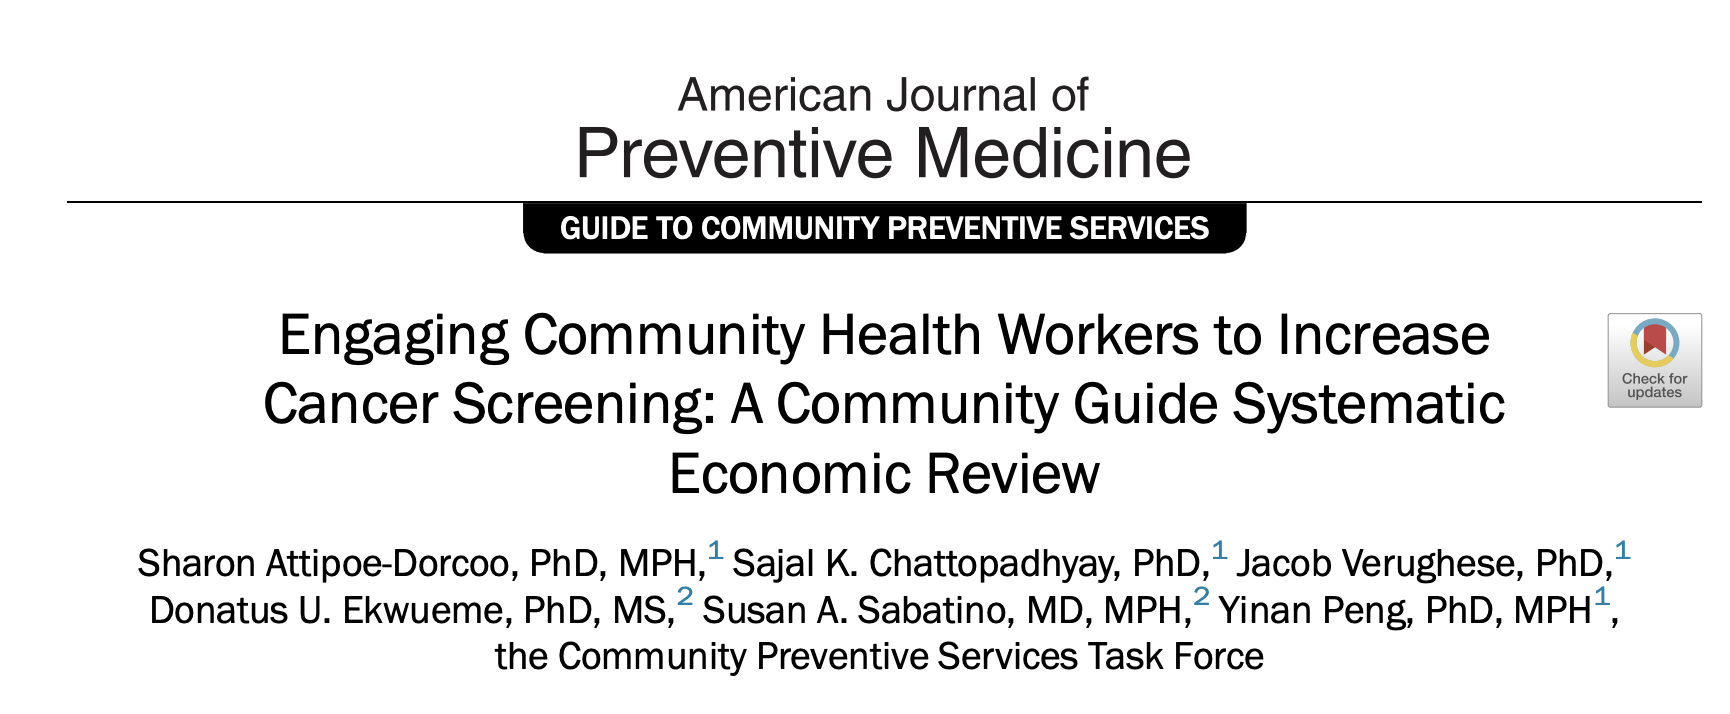 American Journal of
Preventive Medicine
GUIDE TO COMMUNITY PREVENTIVE SERVICES
Engaging Community Health Workers to Increase
Cancer Screening: A Community Guide Systematic
Economic Review
Check for
updates
Sharon Attipoe-Dorcoo, PhD, MPH,1 Sajal K. Chattopadhyay, PhD,1 Jacob Verughese, PhD,1
Donatus U. Ekwueme, PhD, MS,2 Susan A. Sabatino, MD, MPH,2 Yinan Peng, PhD, MPH1,
the Community Preventive Services Task Force